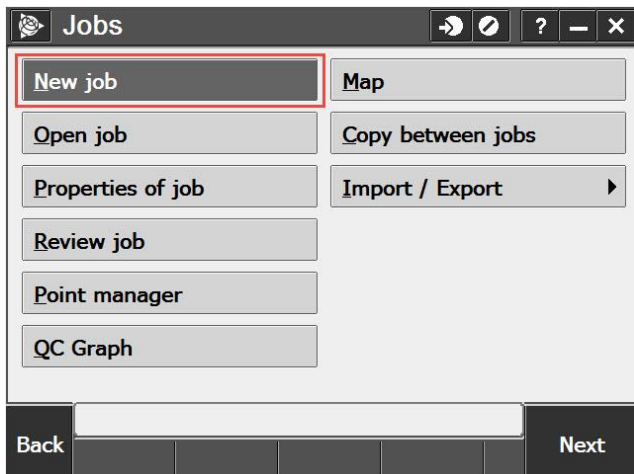 Jobs
?
New job
Map
Open job
Copy between jobs
Properties of job
Import / Export
Review job
Point manager
QC Graph
Back
Next